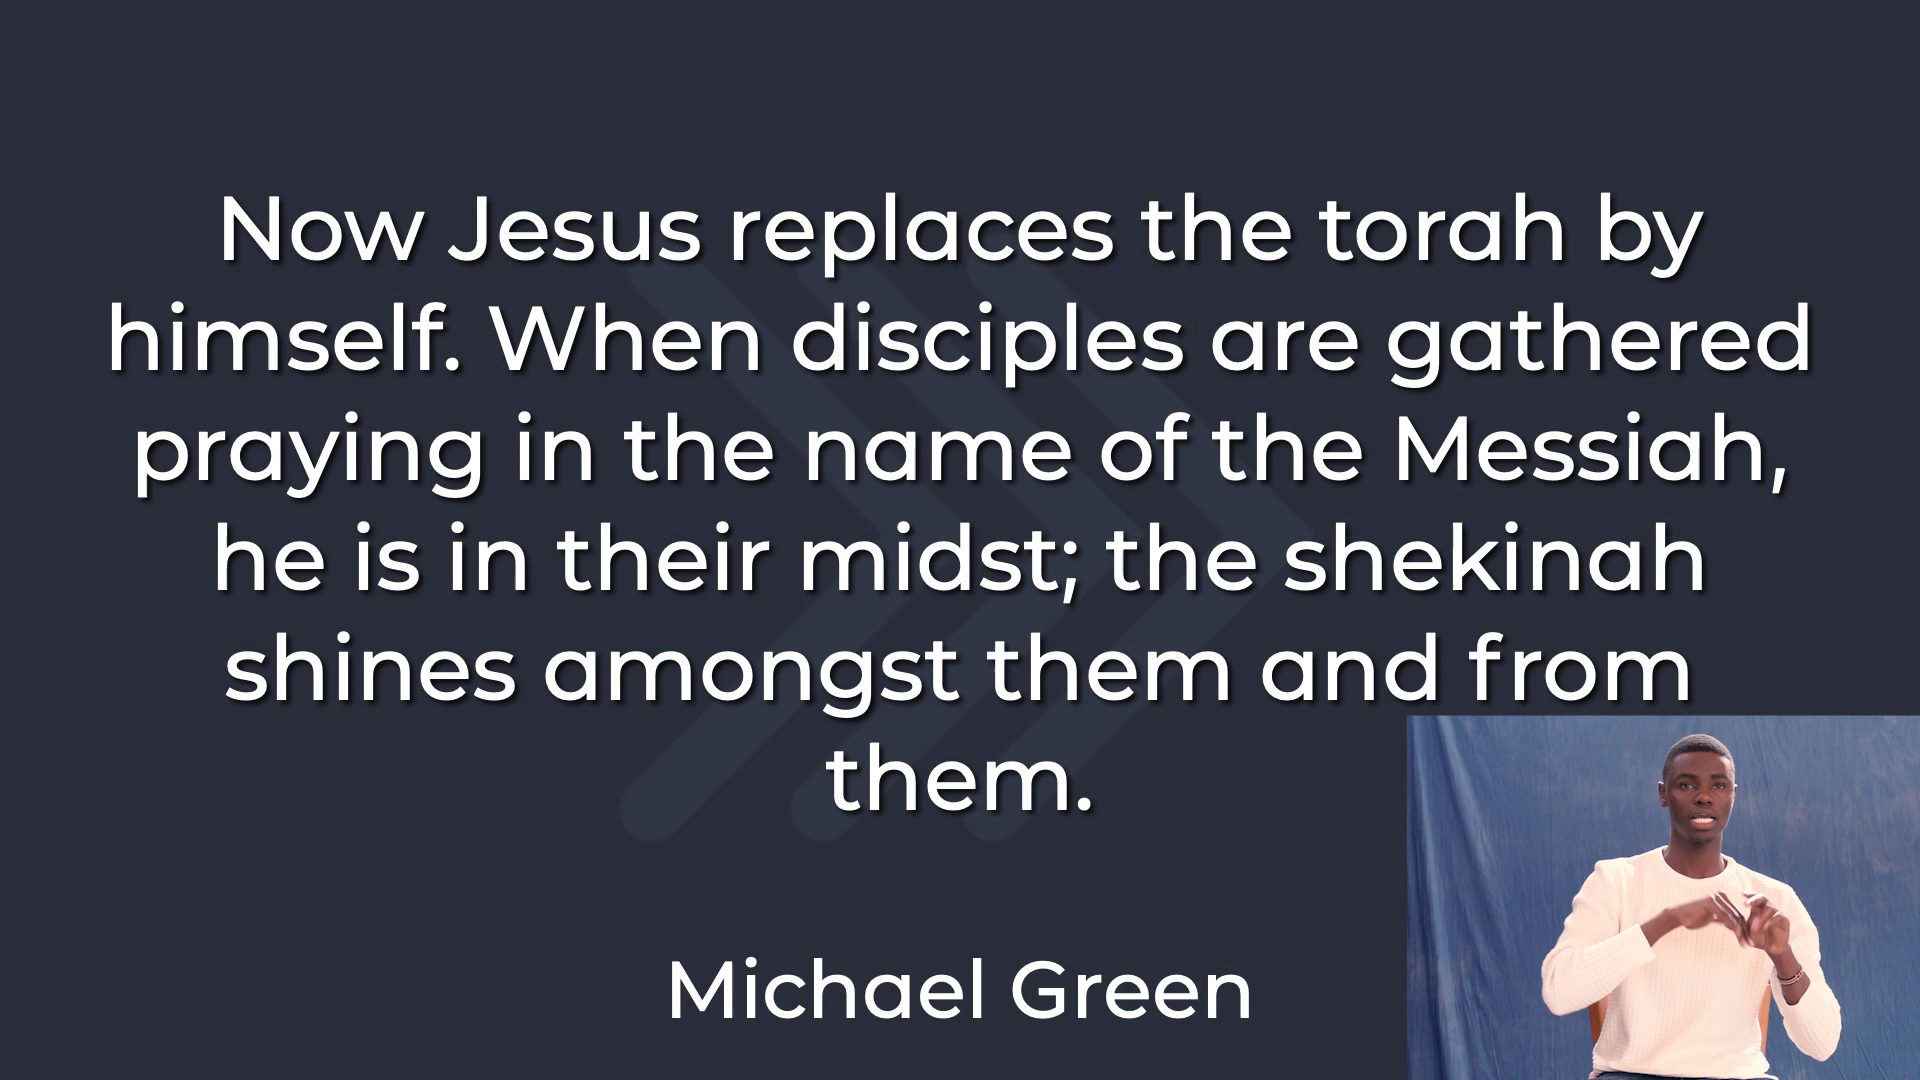 Now Jesus replaces the torah by
himself. When disciples are gathered
praying in the name of the Messiah,
he is in their midst; the shekinah
shines amongst them and from
them.
Michael Green